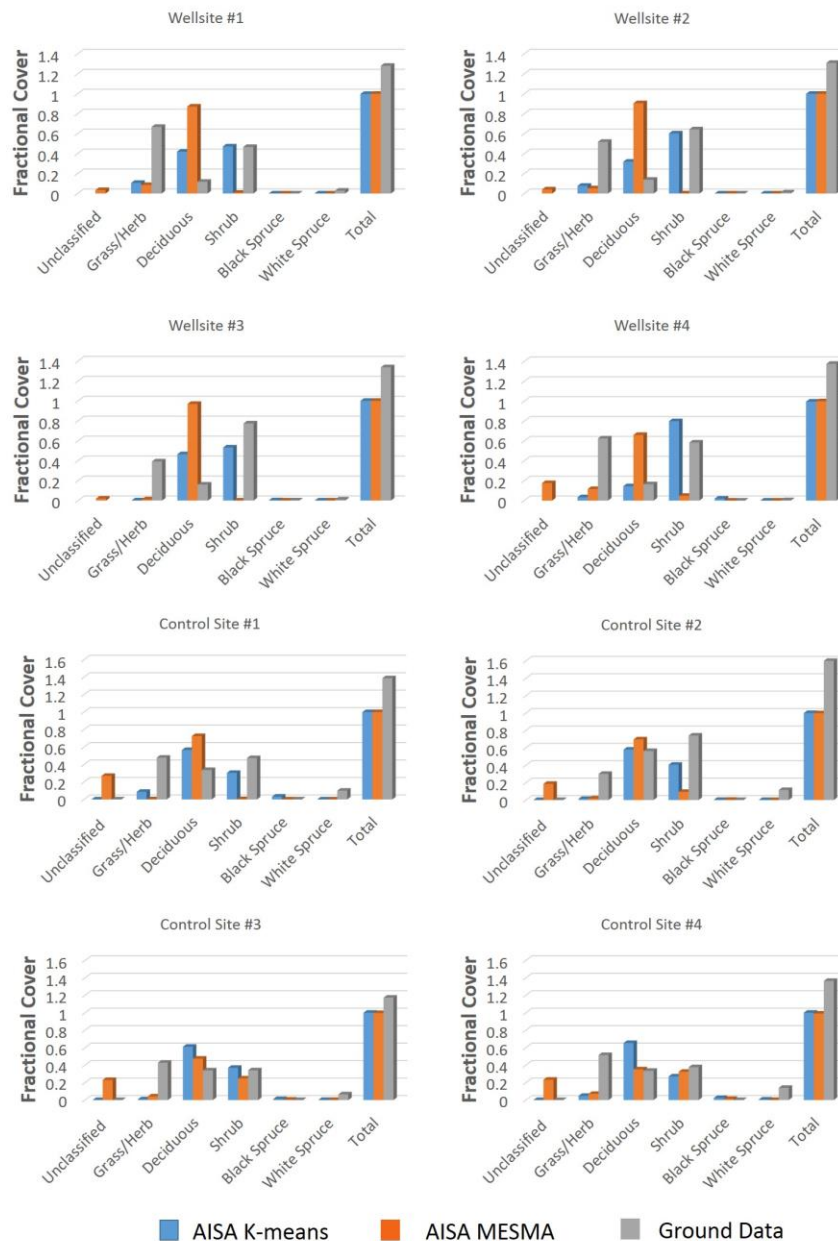 Wellsite #1
Fractional Cover
1.4
1.2
1
0.8
0.6
0.4
0.2
0
Unclassified
Grass/Herb
Deciduous
Shrub
Black Spruce
White Spruce
Total
Wellsite #2
Fractional Cover
1.4
1.2
1
0.8
0.6
0.4
0.2
0
Unclassified
Grass/Herb
Deciduous
Shrub
Black Spruce
White Spruce
Total
Wellsite #3
Fractional Cover
1.4
1.2
1
0.8
0.6
0.4
0.2
0
Unclassified
Grass/Herb
Deciduous
Shrub
Black Spruce
White Spruce
Total
Wellsite #4
Fractional Cover
1.4
1.2
1
0.8
0.6
0.4
0.2
0
Unclassified
Grass/Herb
Deciduous
Shrub
Black Spruce
White Spruce
Total
Control Site #1
Fractional Cover
1.6
1.4
1.2
1
0.8
0.6
0.4
0.2
0
Unclassified
Grass/Herb
Deciduous
Shrub
Black Spruce
White Spruce
Total
Control Site #2
Fractional Cover
1.6
1.4
1.2
1
0.8
0.6
0.4
0.2
0
Unclassified
Grass/Herb
Deciduous
Shrub
Black Spruce
White Spruce
Total
Control Site #3
Fractional Cover
1.6
1.4
1.2
1
0.8
0.6
0.4
0.2
0
Unclassified
Grass/Herb
Deciduous
Shrub
Black Spruce
White Spruce
Total
Control Site #4
Fractional Cover
1.6
1.4
1.2
1
0.8
0.6
0.4
0.2
0
Unclassified
Grass/Herb
Deciduous
Shrub
Black Spruce
White Spruce
Total
AISA K-means
AISA MESMA
Ground Data